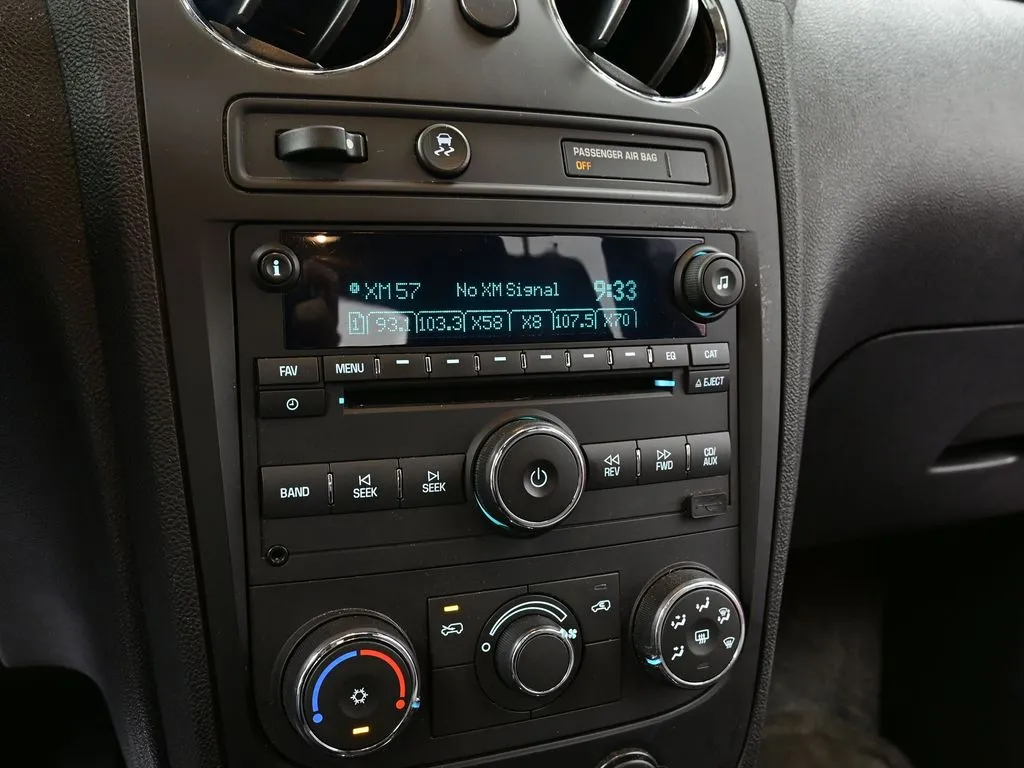 PASSENGER AIR BAG
OFF
i
XM57 No XM Signal 9:33
1 93.1 103.3 X58 X8 107.5 X70
FAV MENU EQ CAT
EJECT
BAND SEEK SEEK REV FWD CD/AUX